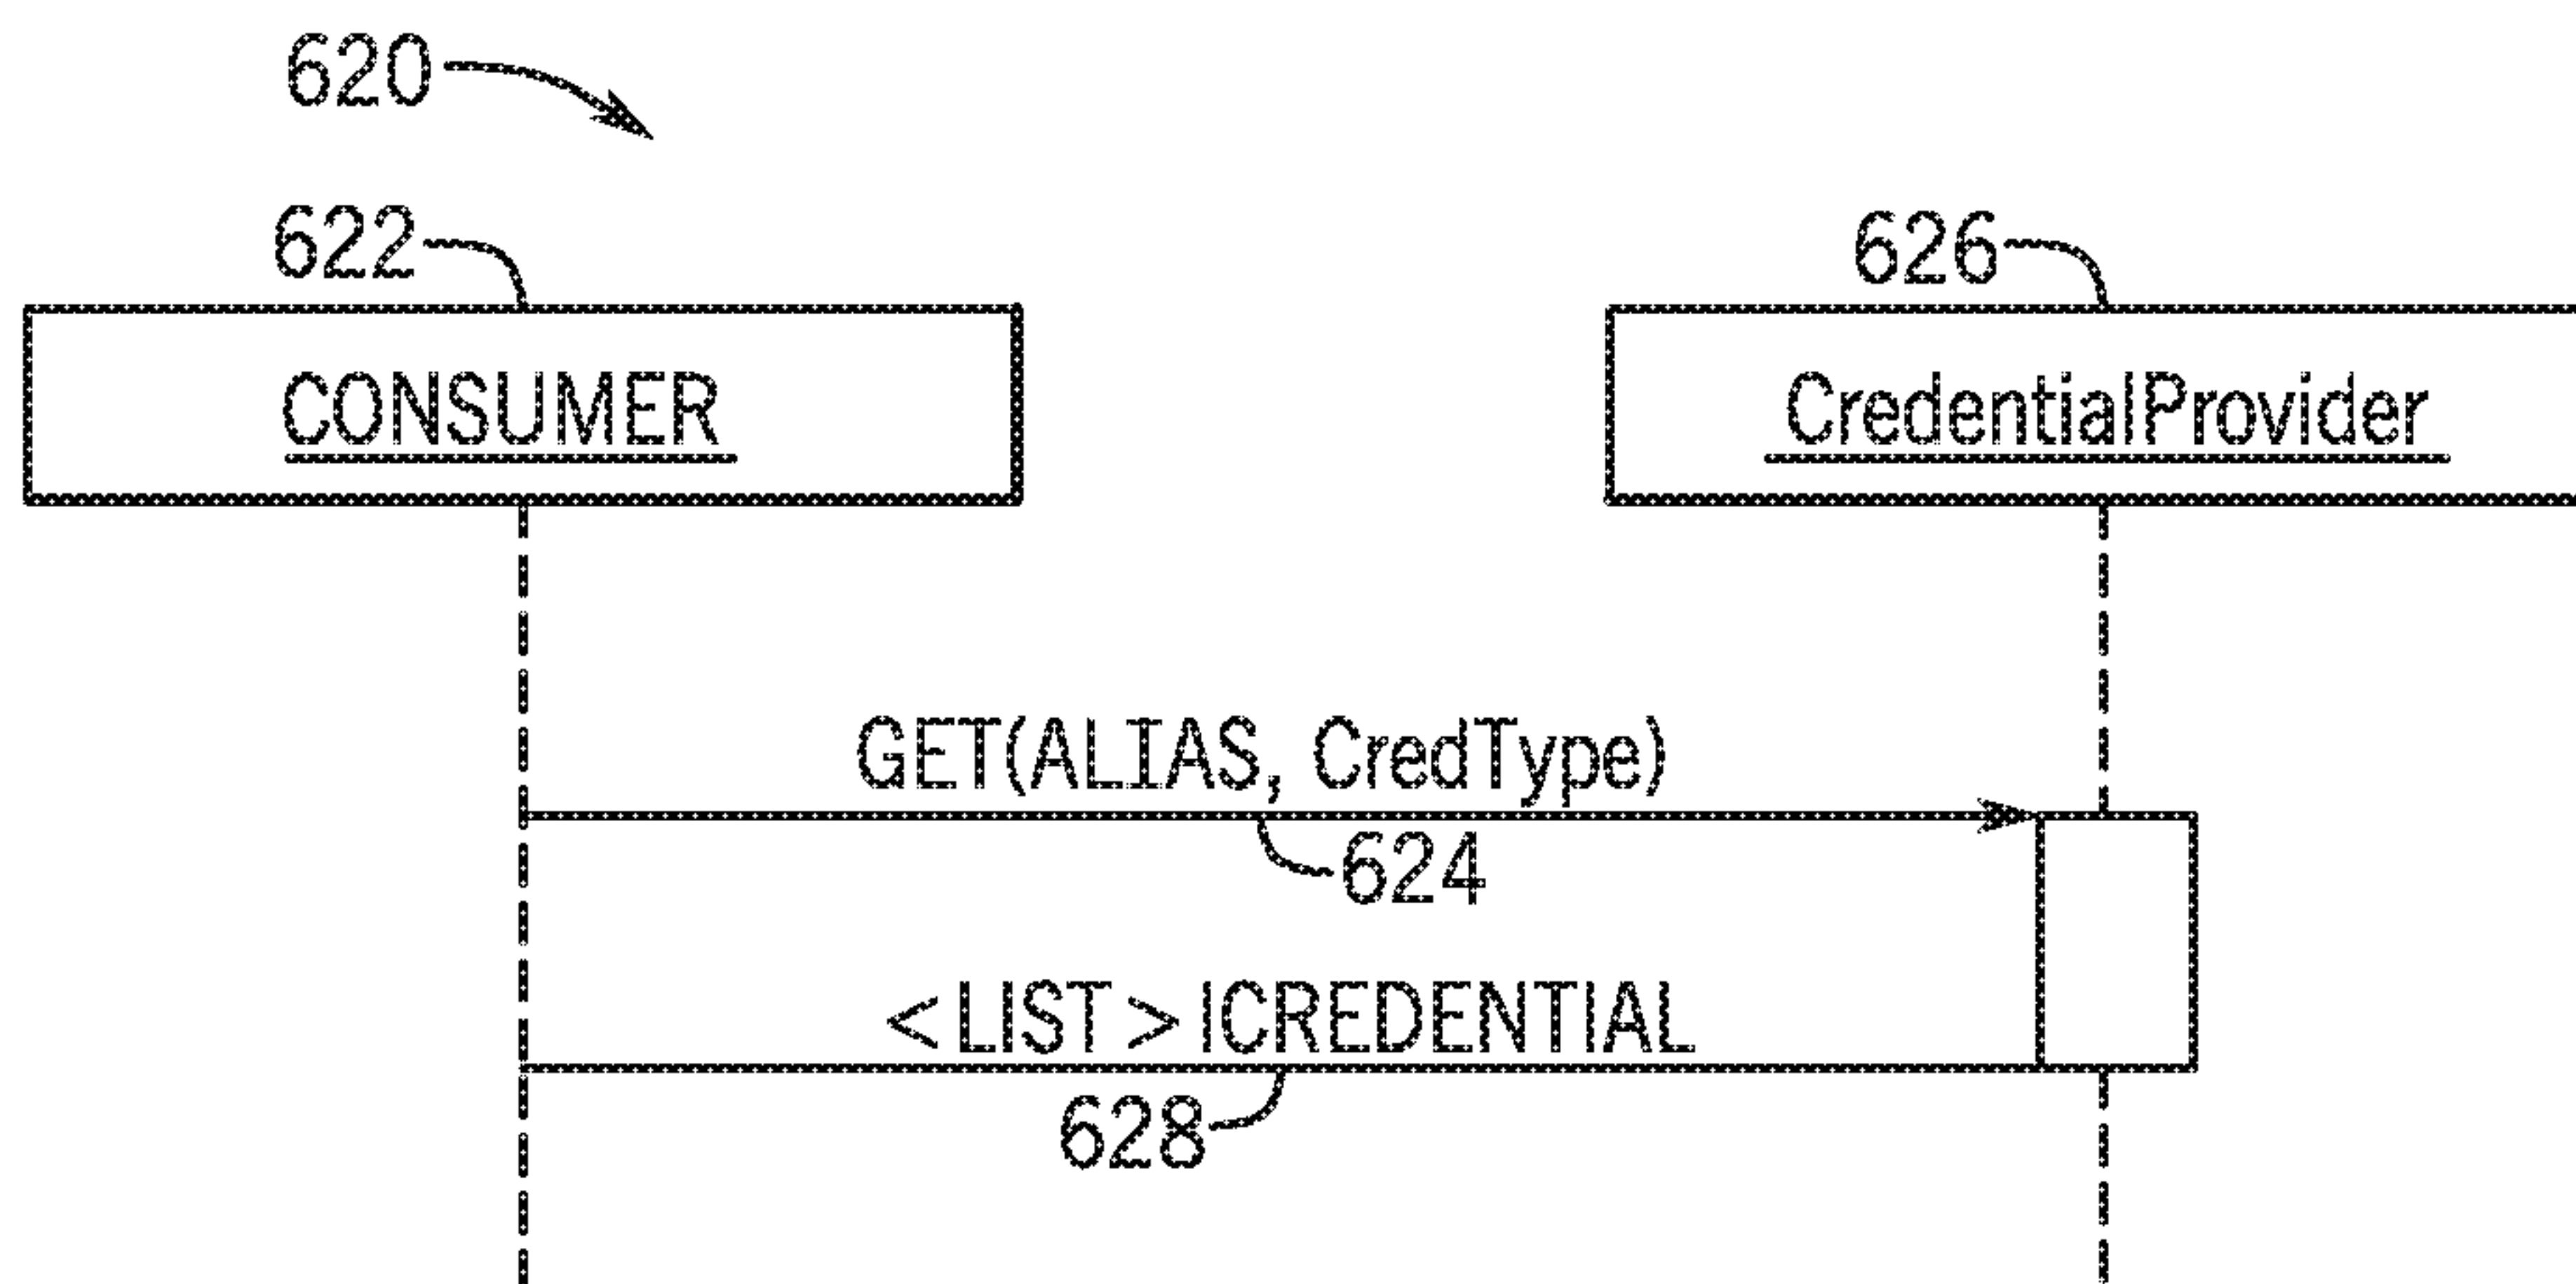 620
622
626
CONSUMER
CredentialProvider
GET(ALIAS, CredType)
624
<LIST>ICREDENTIAL
628